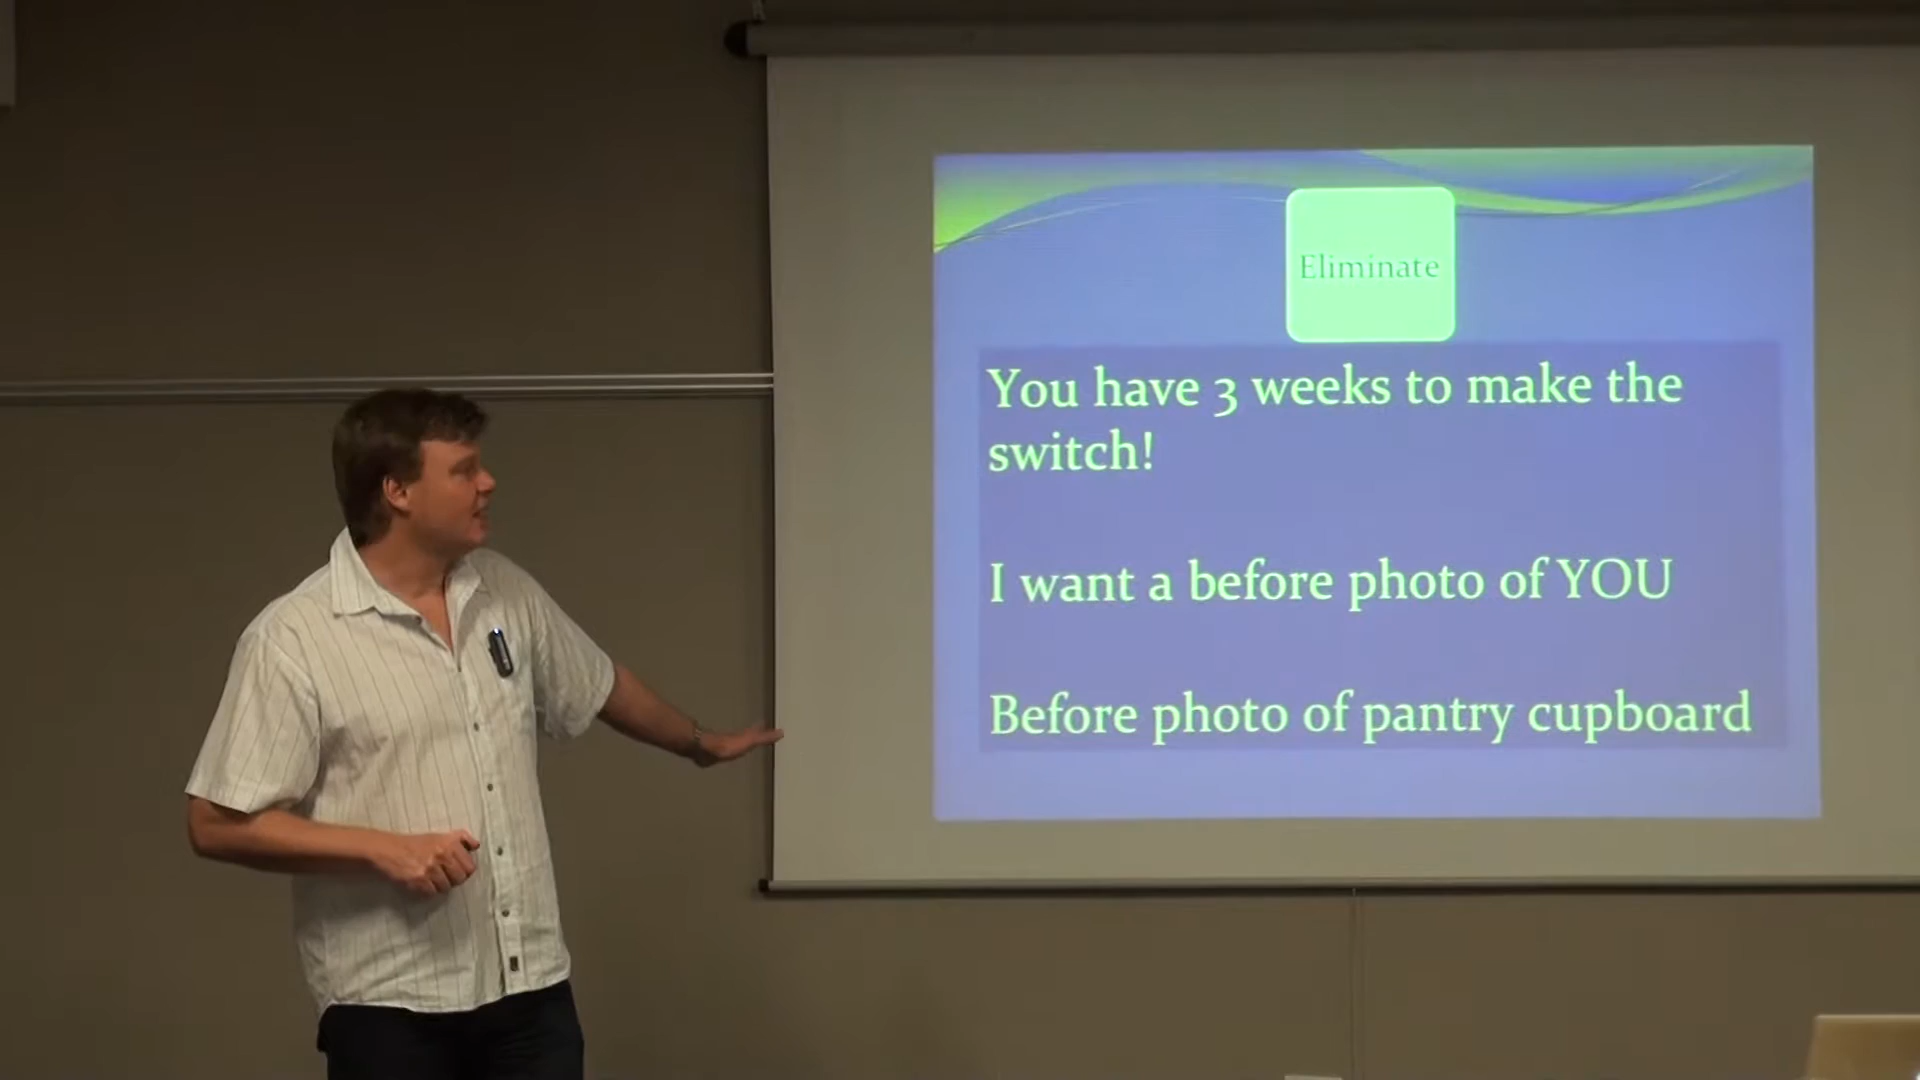 Eliminate
You have 3 weeks to make the
switch!
I want a before photo of YOU
Before photo of pantry cupboard